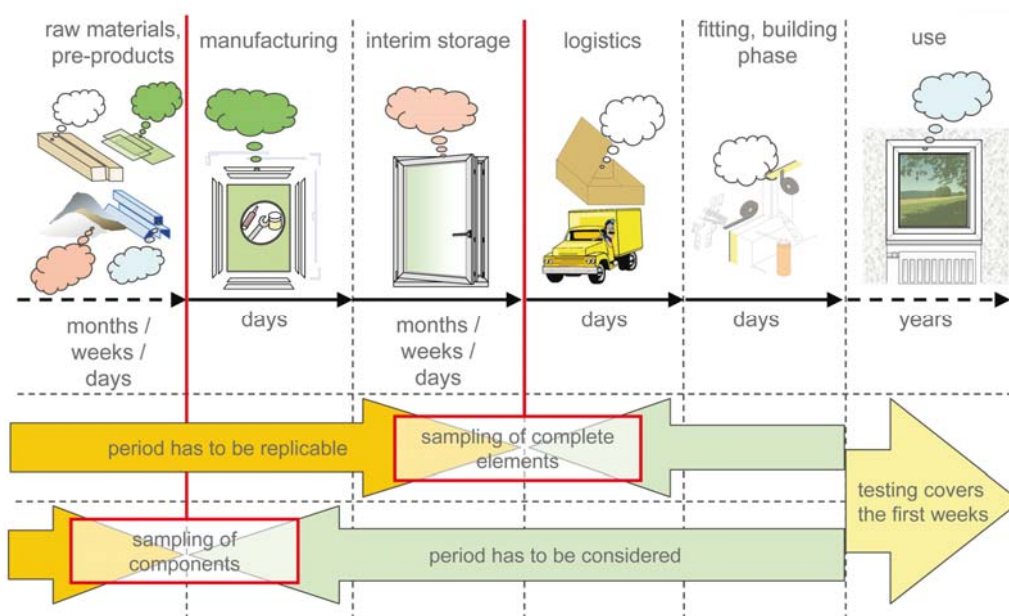 raw materials,
pre-products
manufacturing
interim storage
logistics
fitting, building
phase
use
months /
weeks /
days
days
months /
weeks /
days
days
days
years
period has to be replicable
sampling of complete
elements
testing covers
the first weeks
sampling of
components
period has to be considered